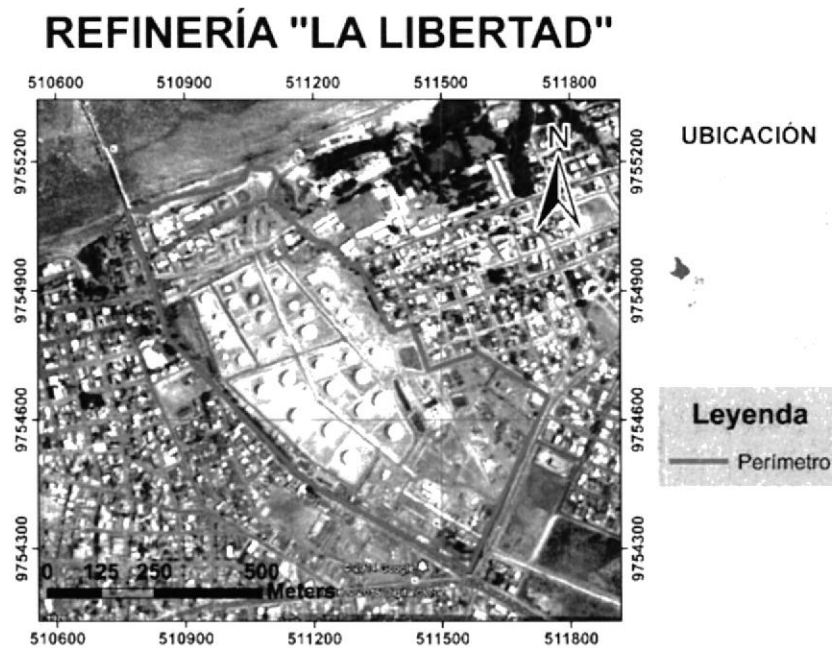 REFINERÍA "LA LIBERTAD"
510600 510900 511200 511500 511800
UBICACIÓN
N
9755200 9755200
9754900 9754900
9754600 9754600
9754300 9754300
Leyenda
Perímetro
0 125 250 500
Meters
510600 510900 511200 511500 511800